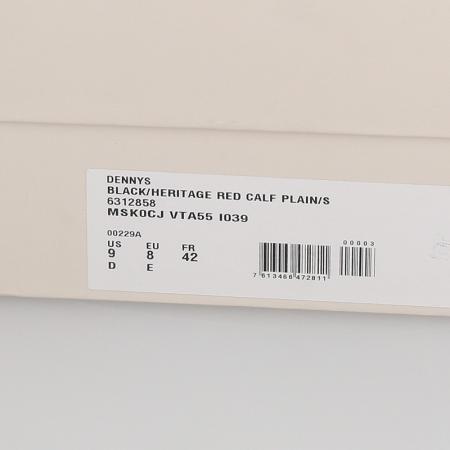 DENNYS
BLACK/HERITAGE RED CALF PLAIN/S
6312858
MSK0CJ VTA55 I039
00229A
US EU FR
9 8 42
D E
00003
7613466472811